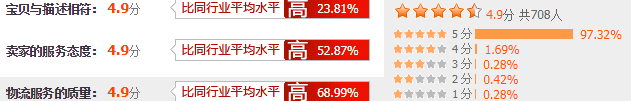 宝贝与描述相符： 4.9分 比同行业平均水平 高 23.81%
卖家的服务态度： 4.9分 比同行业平均水平 高 52.87%
物流服务的质量： 4.9分 比同行业平均水平 高 68.99%
4.9分 共708人
5 分 97.32%
4 分 1.69%
3 分 0.28%
2 分 0.42%
1 分 0.28%